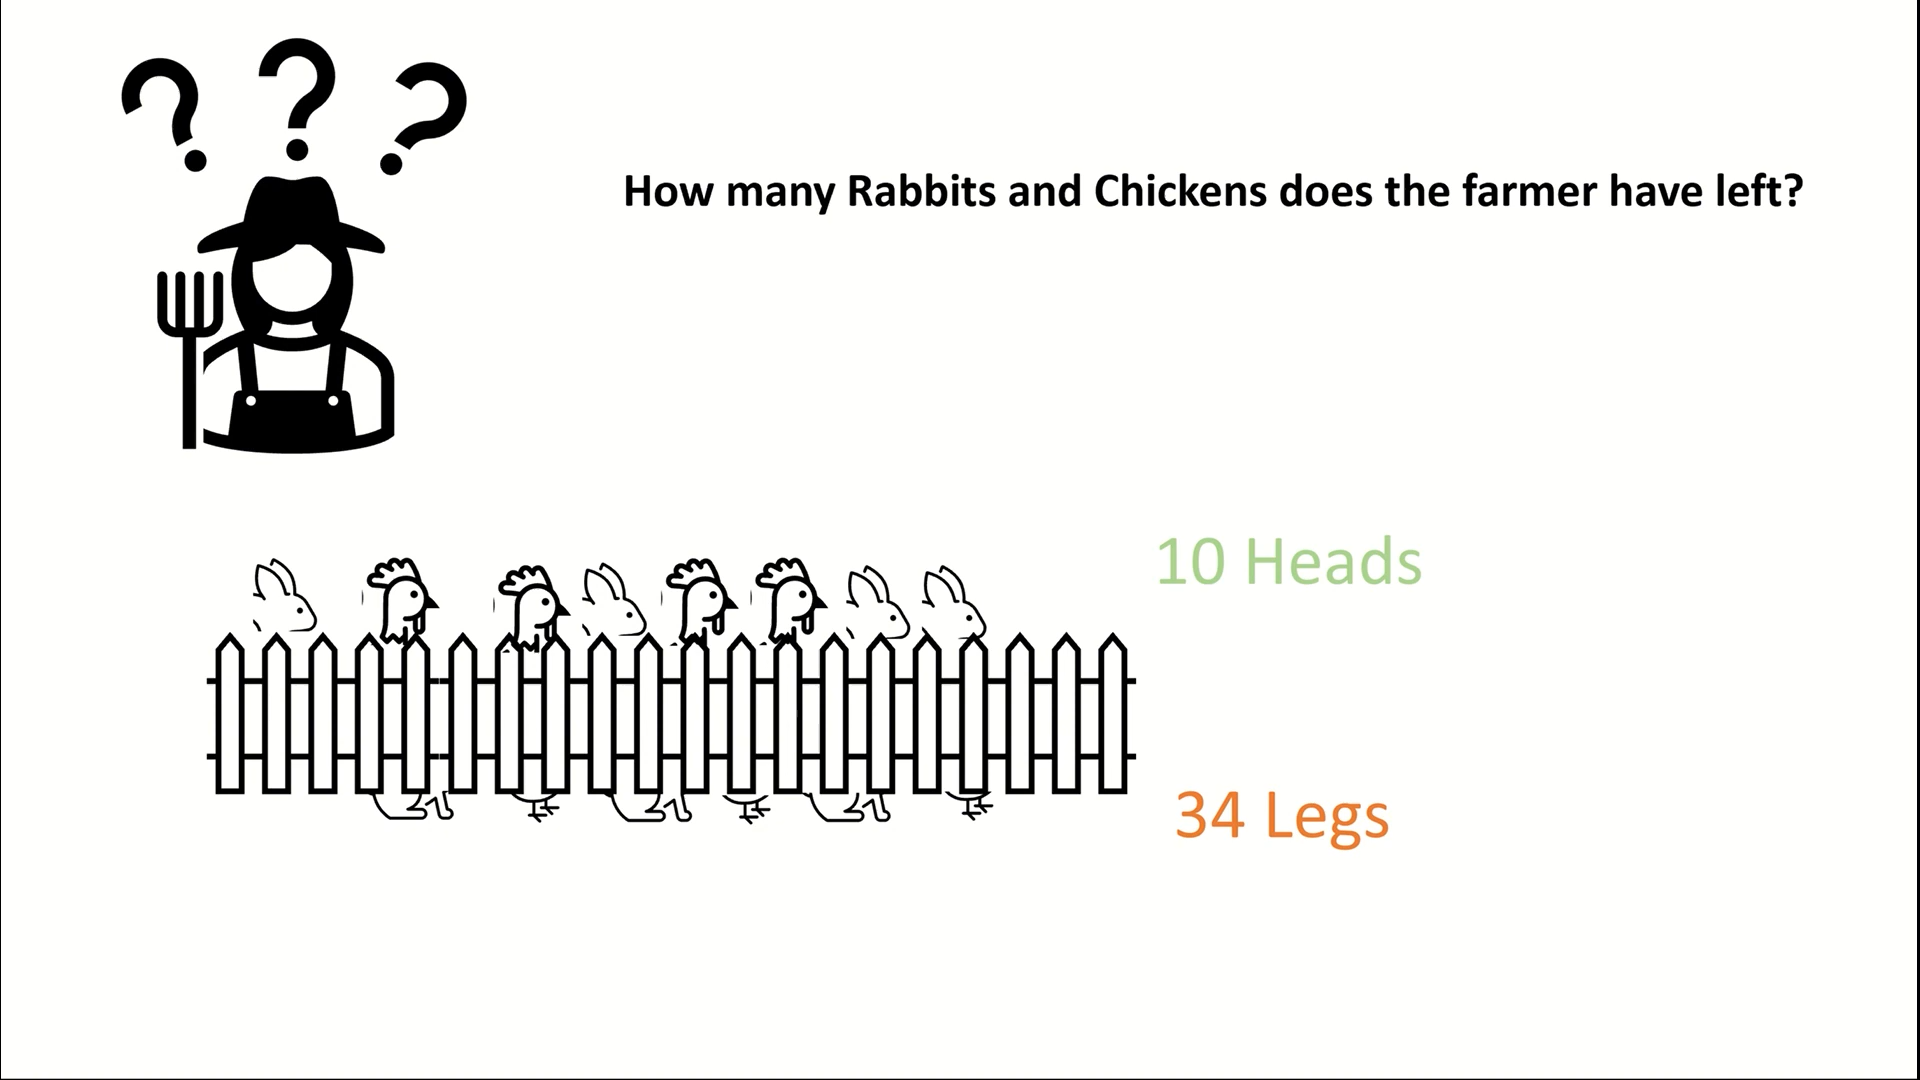 How many Rabbits and Chickens does the farmer have left?
10 Heads
34 Legs